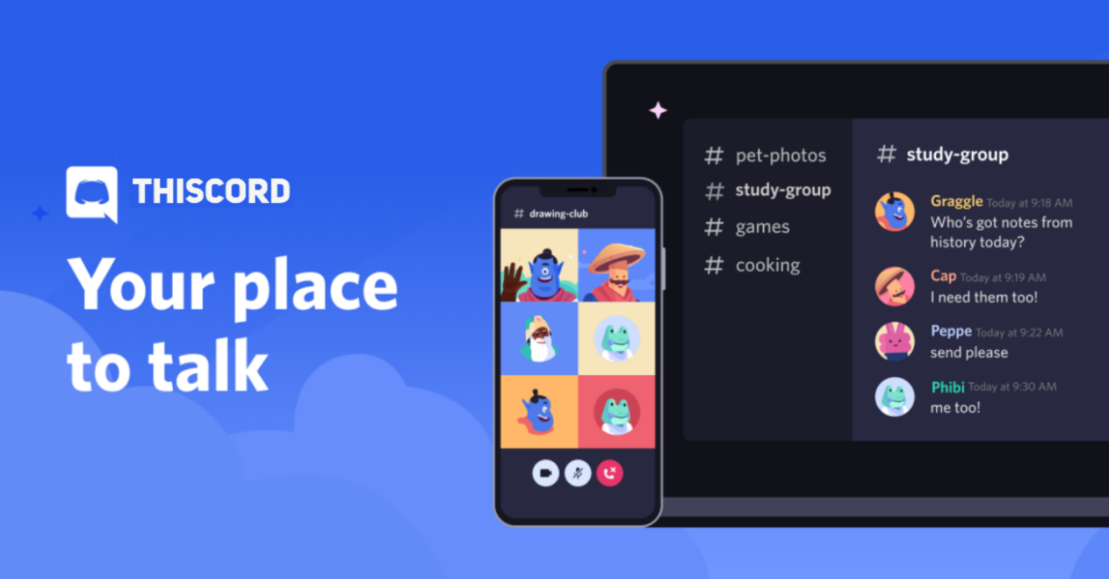 THISCORD
Your place
to talk
# drawing-club
# pet-photos
# study-group
# games
# cooking
# study-group
Graggle Today at 9:18 AM
Who's got notes from
history today?
Cap Today at 9:19 AM
I need them too!
Peppe Today at 9:22 AM
send please
Phibi Today at 9:30 AM
me too!